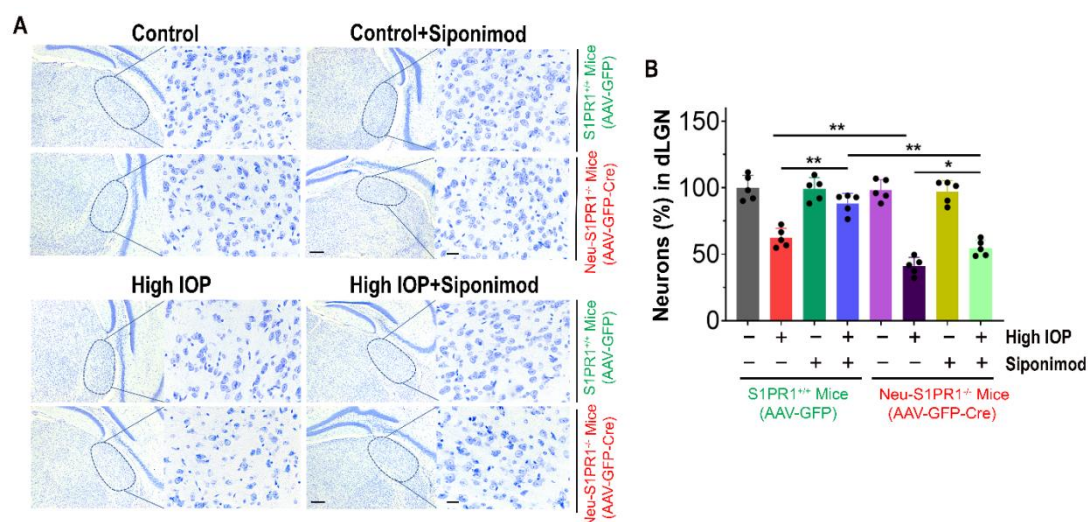 A
Control
Control+Siponimod
S1PR1+/+ Mice
(AAV-GFP)
Neu-S1PR1-/- Mice
(AAV-GFP-Cre)
High IOP
High IOP+Siponimod
S1PR1+/+ Mice
(AAV-GFP)
Neu-S1PR1-/- Mice
(AAV-GFP-Cre)
B
Neurons (%) in dLGN
150
100
50
0
**
**
**
*
− + − + − + − + High IOP
− − + + − − + + Siponimod
S1PR1+/+ Mice
(AAV-GFP)
Neu-S1PR1-/- Mice
(AAV-GFP-Cre)